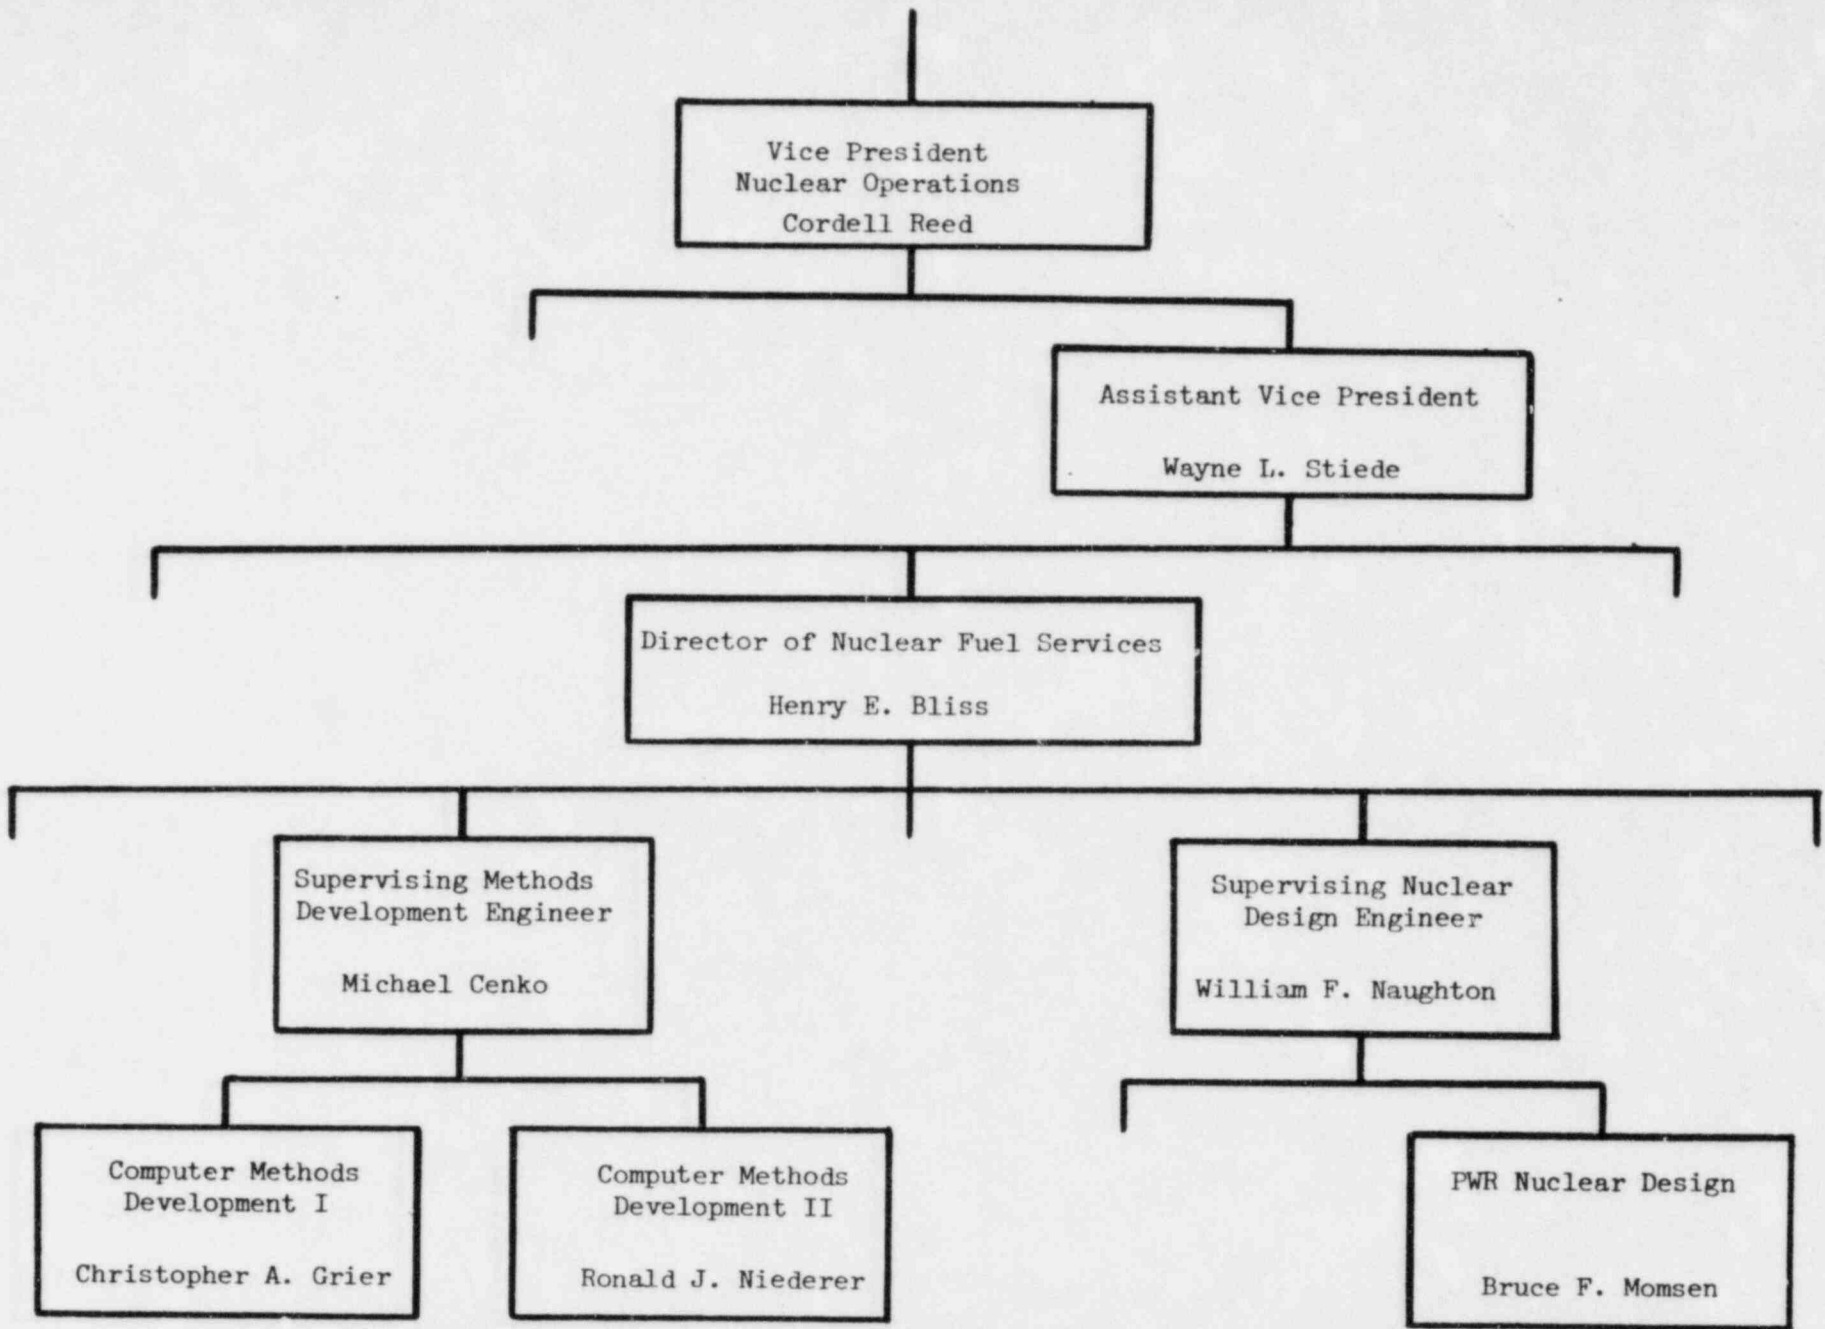 Vice President
Nuclear Operations
Cordell Reed
Assistant Vice President
Wayne L. Stiede
Director of Nuclear Fuel Services
Henry E. Bliss
Supervising Methods
Development Engineer
Michael Cenko
Supervising Nuclear
Design Engineer
William F. Naughton
Computer Methods
Development I
Christopher A. Grier
Computer Methods
Development II
Ronald J. Niederer
PWR Nuclear Design
Bruce F. Momsen